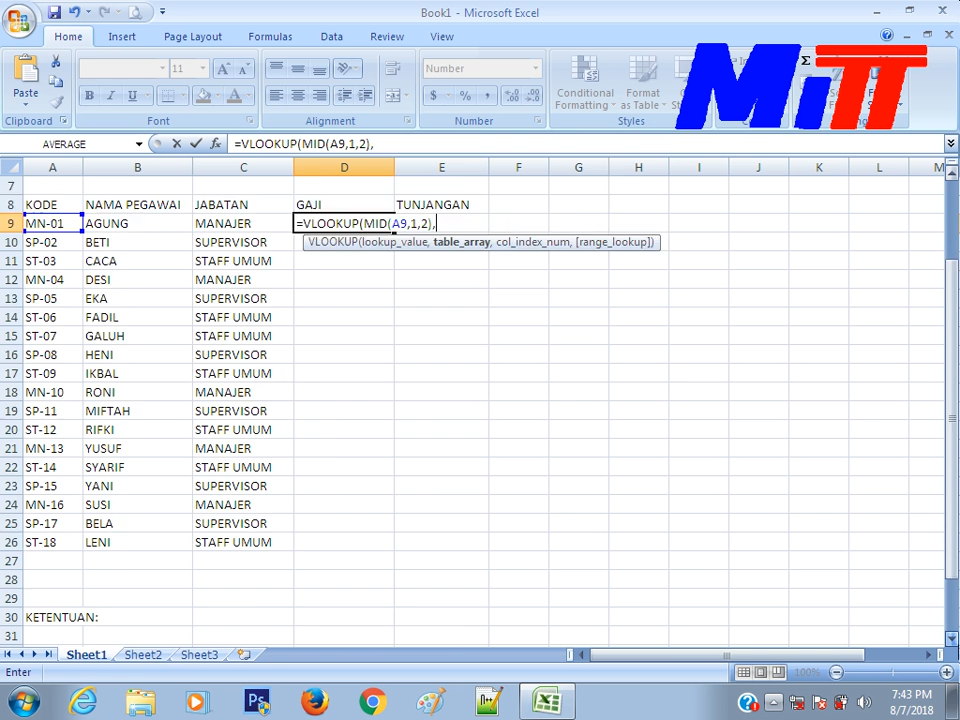 Book1 - Microsoft Excel
Home Insert Page Layout Formulas Data Review View
Paste
11
Number
Conditional Formatting
Format as Table
Clipboard Font Alignment Number Styles
MiTT
AVERAGE =VLOOKUP(MID(A9,1,2),
A B C D E F G H I J K L M
7
8 KODE NAMA PEGAWAI JABATAN GAJI TUNJANGAN
9 MN-01 AGUNG MANAJER =VLOOKUP(MID(A9,1,2),
VLOOKUP(lookup_value, table_array, col_index_num, [range_lookup])
10 SP-02 BETI SUPERVISOR
11 ST-03 CACA STAFF UMUM
12 MN-04 DESI MANAJER
13 SP-05 EKA SUPERVISOR
14 ST-06 FADIL STAFF UMUM
15 ST-07 GALUH STAFF UMUM
16 SP-08 HENI SUPERVISOR
17 ST-09 IKBAL STAFF UMUM
18 MN-10 RONI MANAJER
19 SP-11 MIFTAH SUPERVISOR
20 ST-12 RIFKI STAFF UMUM
21 MN-13 YUSUF MANAJER
22 ST-14 SYARIF STAFF UMUM
23 SP-15 YANI SUPERVISOR
24 MN-16 SUSI MANAJER
25 SP-17 BELA SUPERVISOR
26 ST-18 LENI STAFF UMUM
27
28
29
30 KETENTUAN:
31
Sheet1 Sheet2 Sheet3
Enter 100%
7:43 PM
8/7/2018